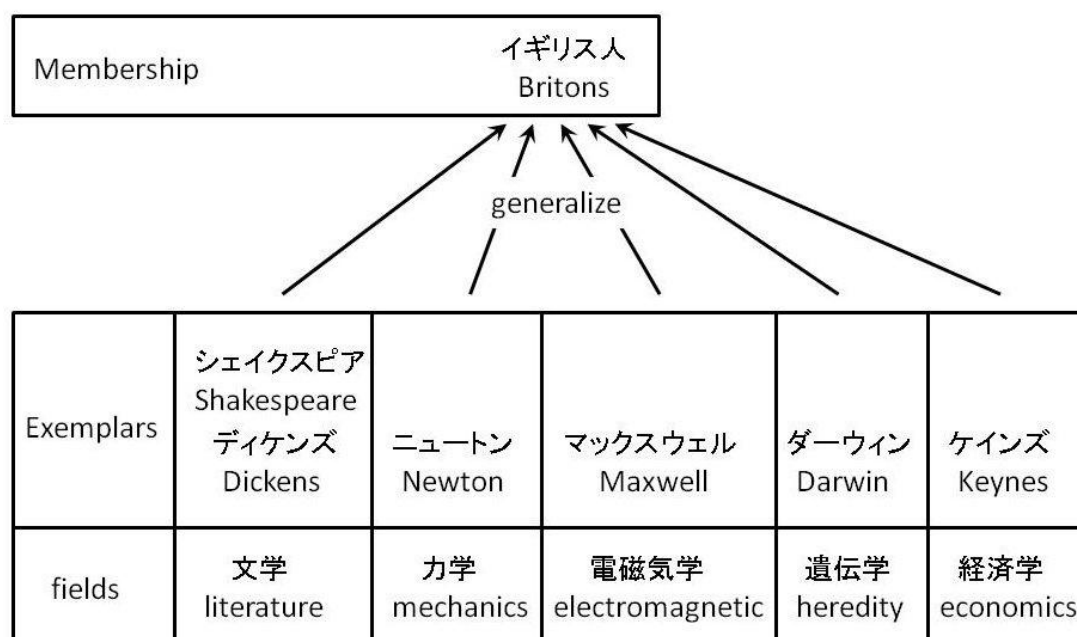 Membership
イギリス人
Britons
generalize
Exemplars
シェイクスピア
Shakespeare
ディケンズ
Dickens
ニュートン
Newton
マックスウェル
Maxwell
ダーウィン
Darwin
ケインズ
Keynes
fields
文学
literature
力学
mechanics
電磁気学
electromagnetic
遺伝学
heredity
経済学
economics